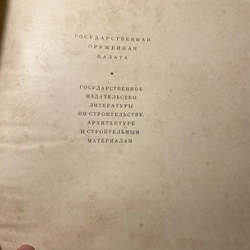 ГОСУДАРСТВЕННАЯ
ОРУЖЕЙНАЯ
ПАЛАТА
ГОСУДАРСТВЕННОЕ
ИЗДАТЕЛЬСТВО
ЛИТЕРАТУРЫ
ПО СТРОИТЕЛЬСТВУ,
АРХИТЕКТУРЕ
И СТРОИТЕЛЬНЫМ
МАТЕРИАЛАМ